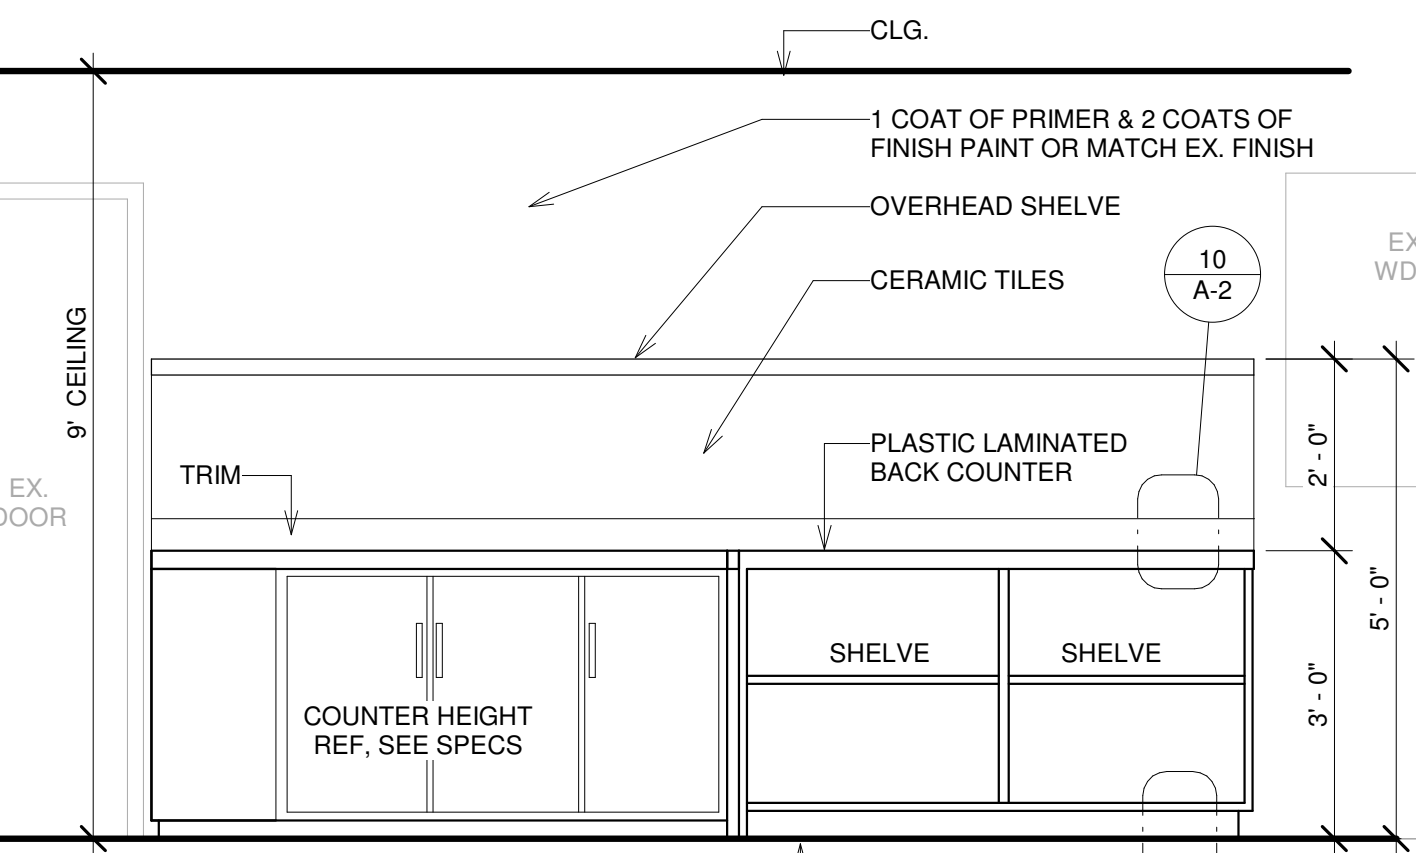 CLG.
1 COAT OF PRIMER & 2 COATS OF
FINISH PAINT OR MATCH EX. FINISH
OVERHEAD SHELVE
CERAMIC TILES
10
A-2
EX
WD
9' CEILING
TRIM
PLASTIC LAMINATED
BACK COUNTER
2' - 0"
EX.
DOOR
5' - 0"
SHELVE
SHELVE
3' - 0"
COUNTER HEIGHT
REF, SEE SPECS